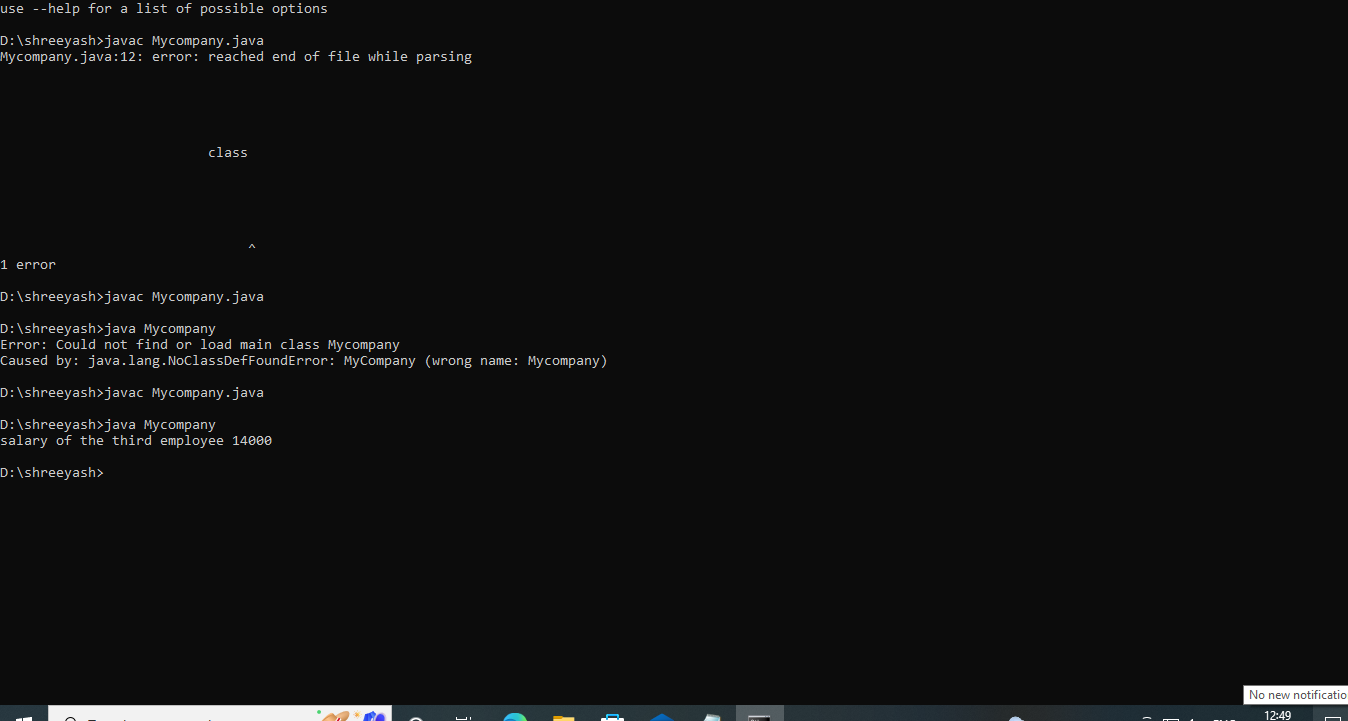 use --help for a list of possible options
D:\shreeyash>javac Mycompany.java
Mycompany.java:12: error: reached end of file while parsing
class
^
1 error
D:\shreeyash>javac Mycompany.java
D:\shreeyash>java Mycompany
Error: Could not find or load main class Mycompany
Caused by: java.lang.NoClassDefFoundError: MyCompany (wrong name: Mycompany)
D:\shreeyash>javac Mycompany.java
D:\shreeyash>java Mycompany
salary of the third employee 14000
D:\shreeyash>
No new notificatio
12:49